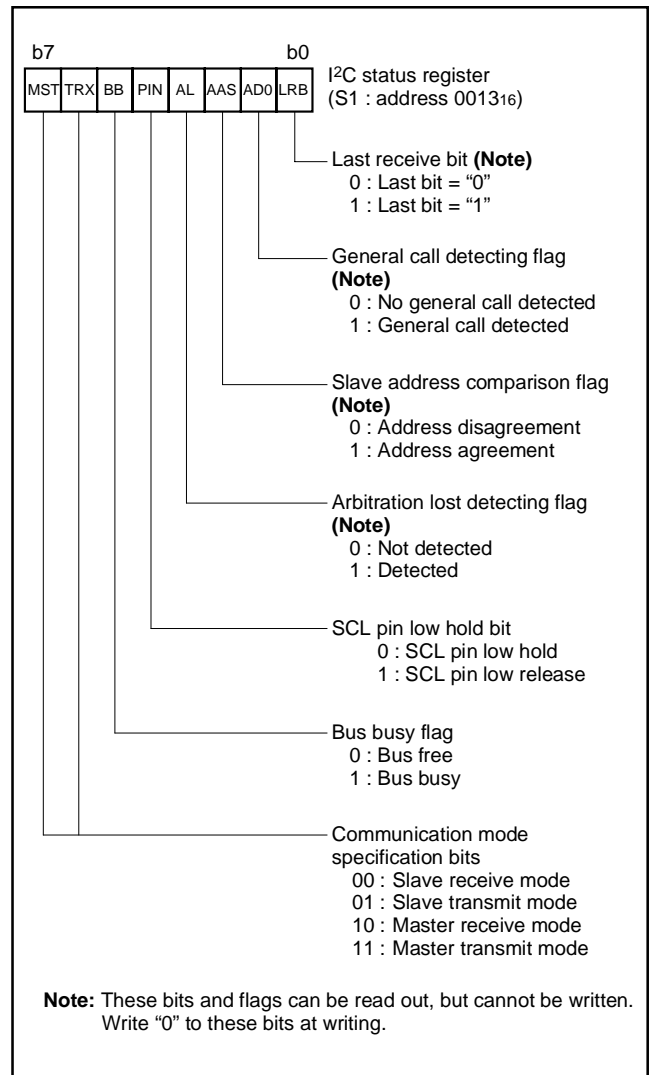 b7 b0
MST TRX BB PIN AL AAS AD0 LRB
I2C status register
(S1 : address 001316)
Last receive bit (Note)
0 : Last bit = “0”
1 : Last bit = “1”
General call detecting flag
(Note)
0 : No general call detected
1 : General call detected
Slave address comparison flag
(Note)
0 : Address disagreement
1 : Address agreement
Arbitration lost detecting flag
(Note)
0 : Not detected
1 : Detected
SCL pin low hold bit
0 : SCL pin low hold
1 : SCL pin low release
Bus busy flag
0 : Bus free
1 : Bus busy
Communication mode
specification bits
00 : Slave receive mode
01 : Slave transmit mode
10 : Master receive mode
11 : Master transmit mode
Note: These bits and flags can be read out, but cannot be written.
Write “0” to these bits at writing.